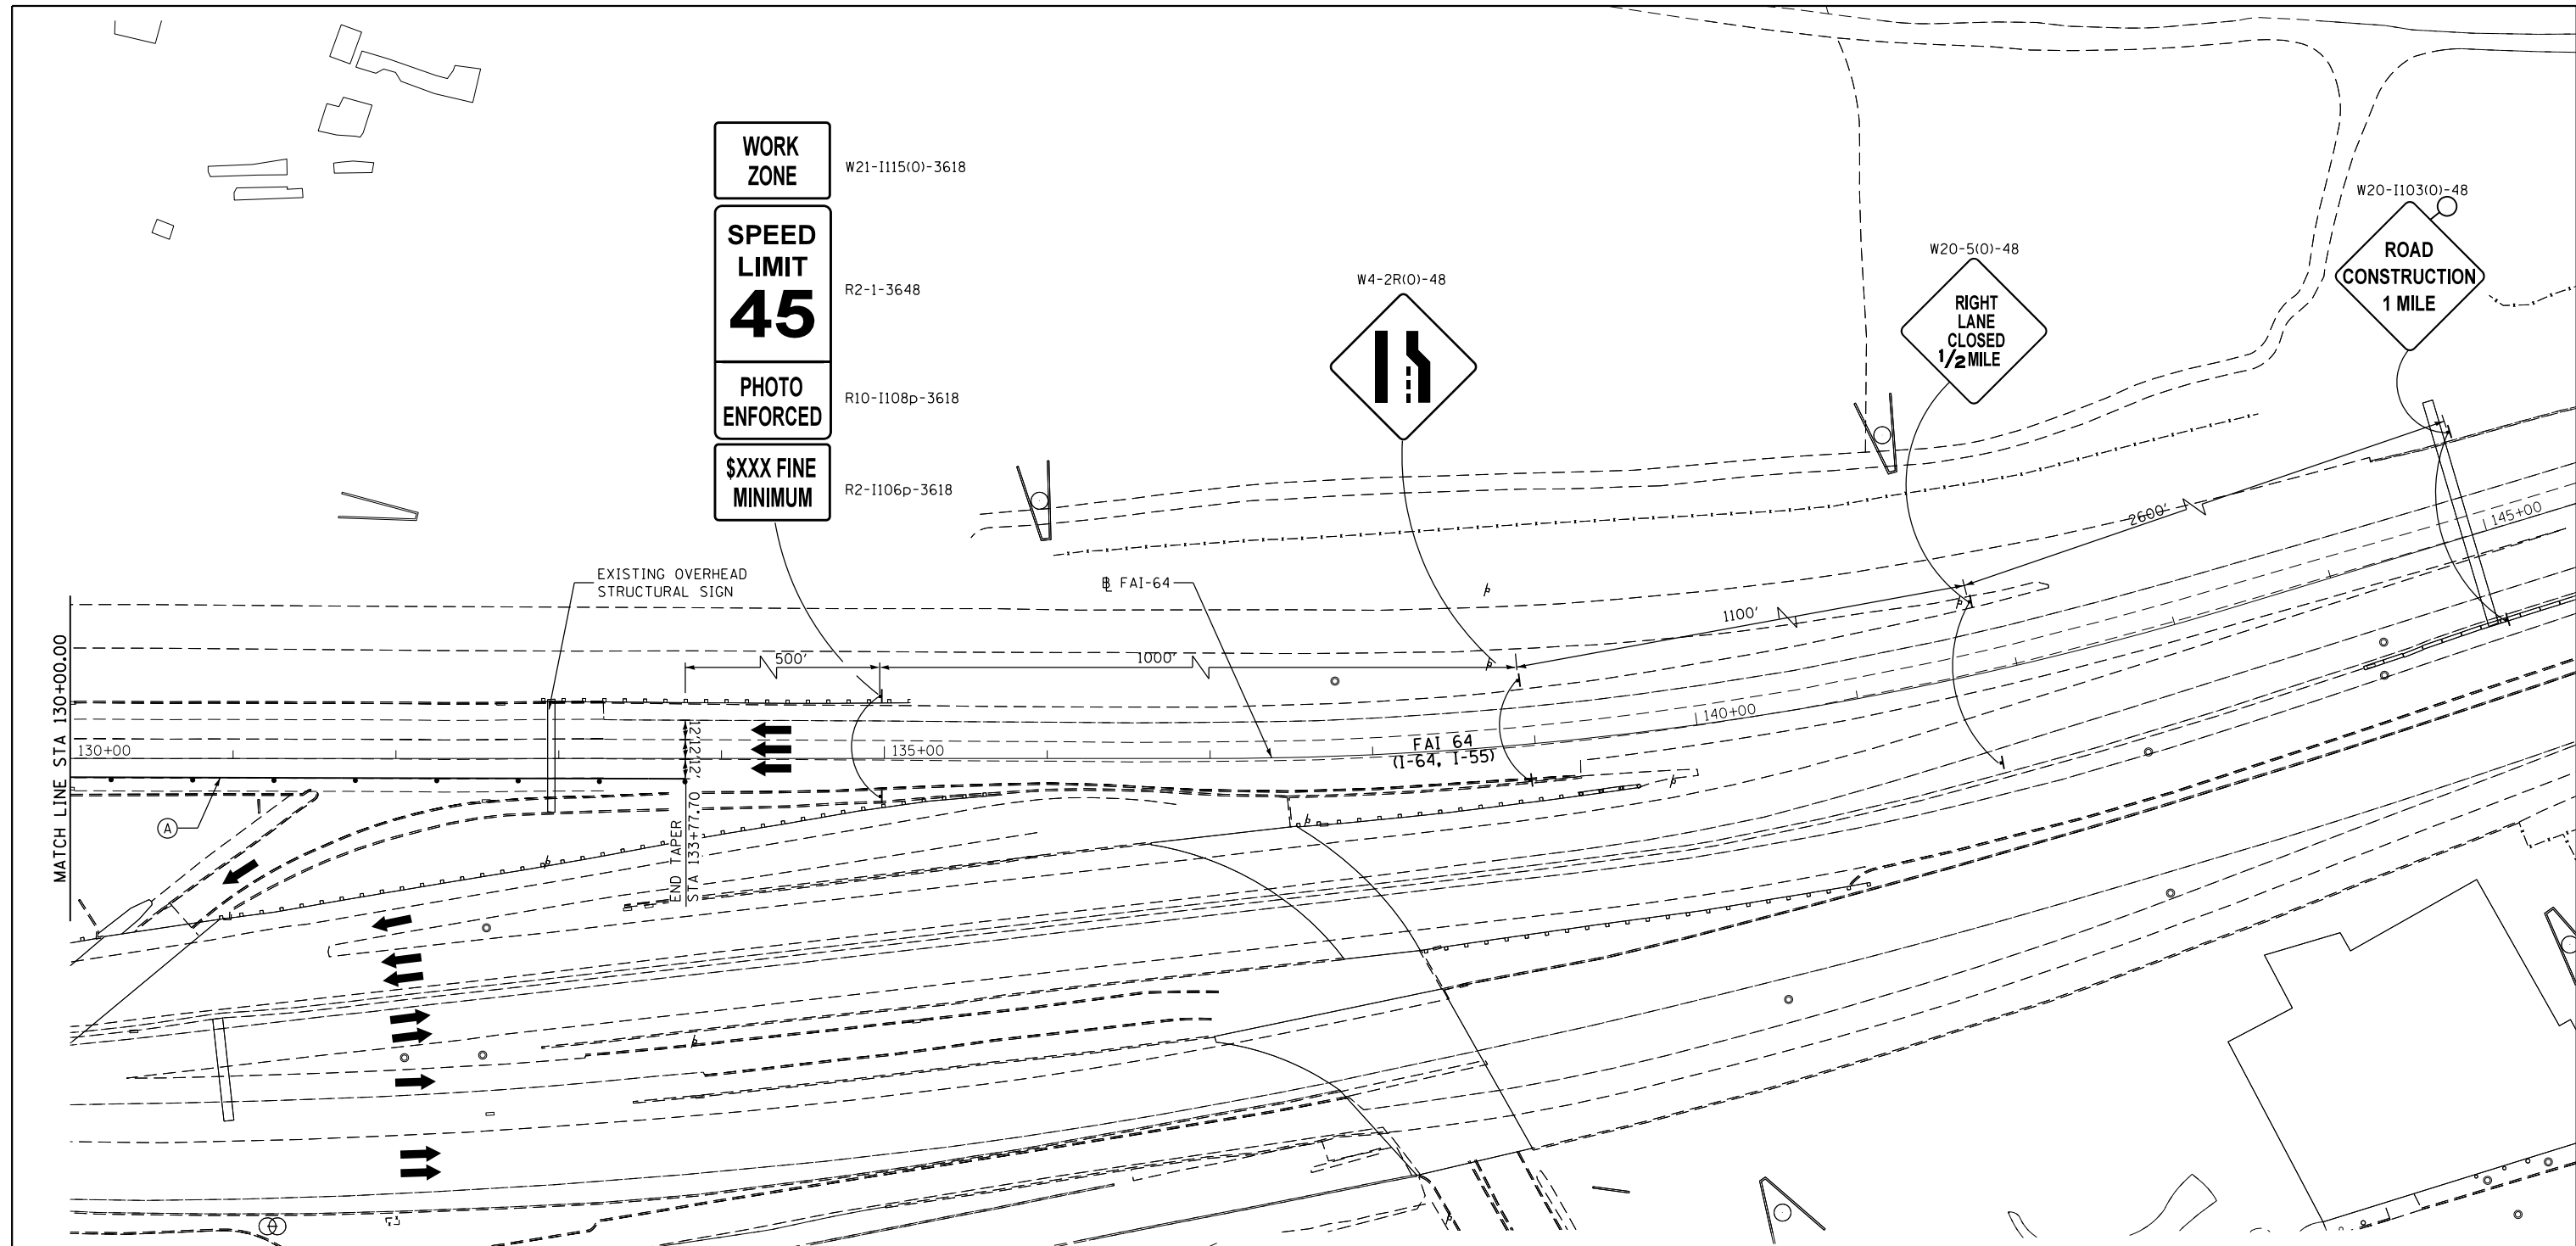 WORK
ZONE
W21-I115(O)-3618
SPEED
LIMIT
45
R2-1-3648
PHOTO
ENFORCED
R10-I108p-3618
$XXX FINE
MINIMUM
R2-I106p-3618
W4-2R(O)-48
W20-5(O)-48
RIGHT
LANE
CLOSED
1/2 MILE
W20-I103(O)-48
ROAD
CONSTRUCTION
1 MILE
EXISTING OVERHEAD
STRUCTURAL SIGN
℄ FAI-64
500'
1000'
1100'
2600'
145+00
140+00
135+00
130+00
FAI 64
(I-64, I-55)
12'
12'
12'
MATCH LINE STA 130+00.00
A
END TAPER
STA 133+77.70